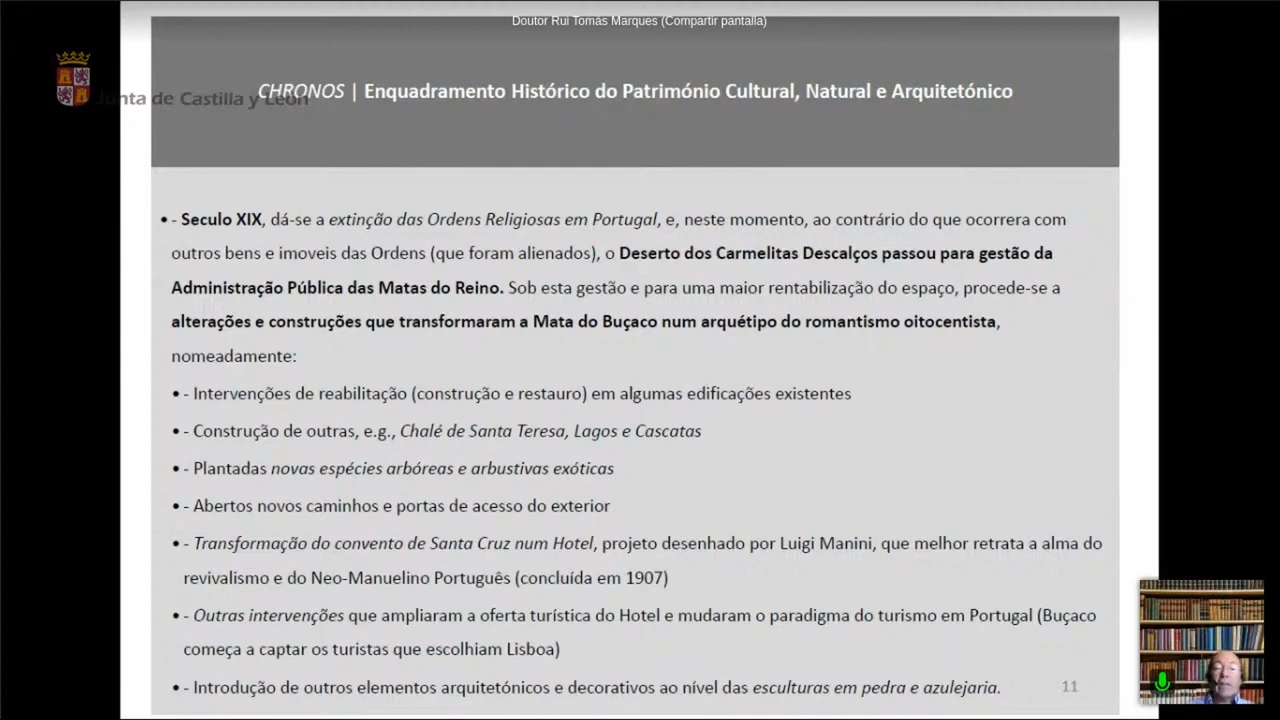 Doutor Rui Tomás Marques (Compartir pantalla)
Junta de Castilla y León
CHRONOS | Enquadramento Histórico do Património Cultural, Natural e Arquitetónico
• - Seculo XIX, dá-se a extinção das Ordens Religiosas em Portugal, e, neste momento, ao contrário do que ocorrera com
outros bens e imoveis das Ordens (que foram alienados), o Deserto dos Carmelitas Descalços passou para gestão da
Administração Pública das Matas do Reino. Sob esta gestão e para uma maior rentabilização do espaço, procede-se a
alterações e construções que transformaram a Mata do Buçaco num arquétipo do romantismo oitocentista,
nomeadamente:
• - Intervenções de reabilitação (construção e restauro) em algumas edificações existentes
• - Construção de outras, e.g., Chalé de Santa Teresa, Lagos e Cascatas
• - Plantadas novas espécies arbóreas e arbustivas exóticas
• - Abertos novos caminhos e portas de acesso do exterior
• - Transformação do convento de Santa Cruz num Hotel, projeto desenhado por Luigi Manini, que melhor retrata a alma do
revivalismo e do Neo-Manuelino Português (concluída em 1907)
• - Outras intervenções que ampliaram a oferta turística do Hotel e mudaram o paradigma do turismo em Portugal (Buçaco
começa a captar os turistas que escolhiam Lisboa)
• - Introdução de outros elementos arquitetónicos e decorativos ao nível das esculturas em pedra e azulejaria.
11